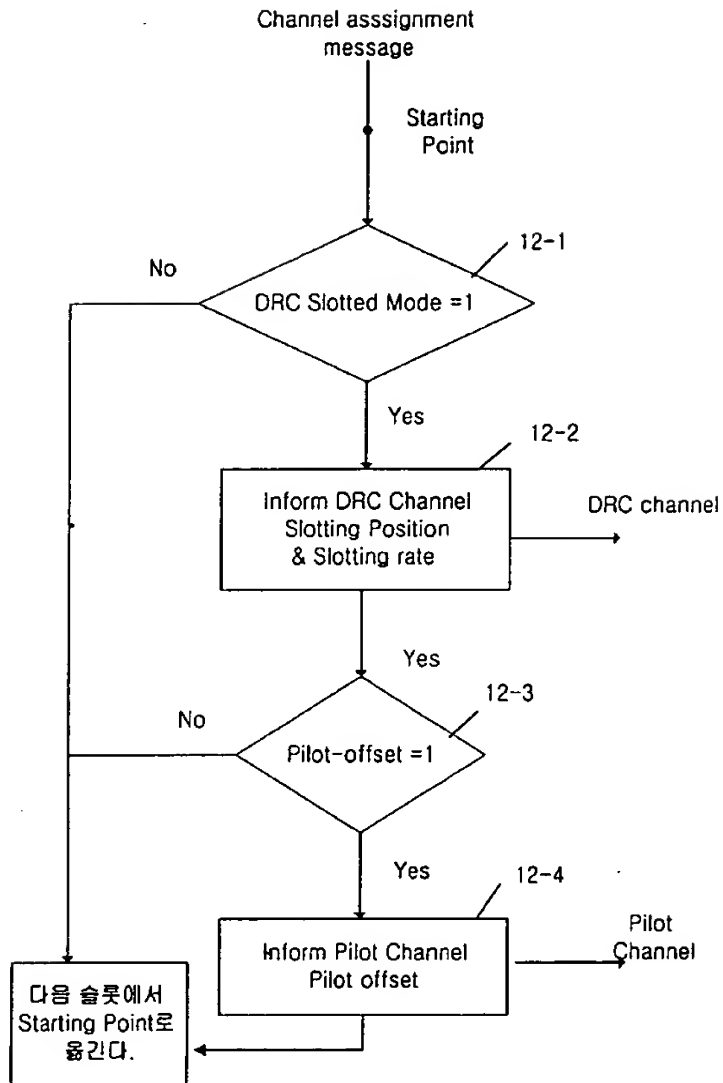 Channel asssignment
message
Starting
Point
12-1
No
DRC Slotted Mode =1
Yes
12-2
Inform DRC Channel
Slotting Position
& Slotting rate
DRC channel
Yes
12-3
No
Pilot-offset =1
Yes
12-4
Inform Pilot Channel
Pilot offset
Pilot
Channel
다음 슬롯에서
Starting Point로
옮긴다.